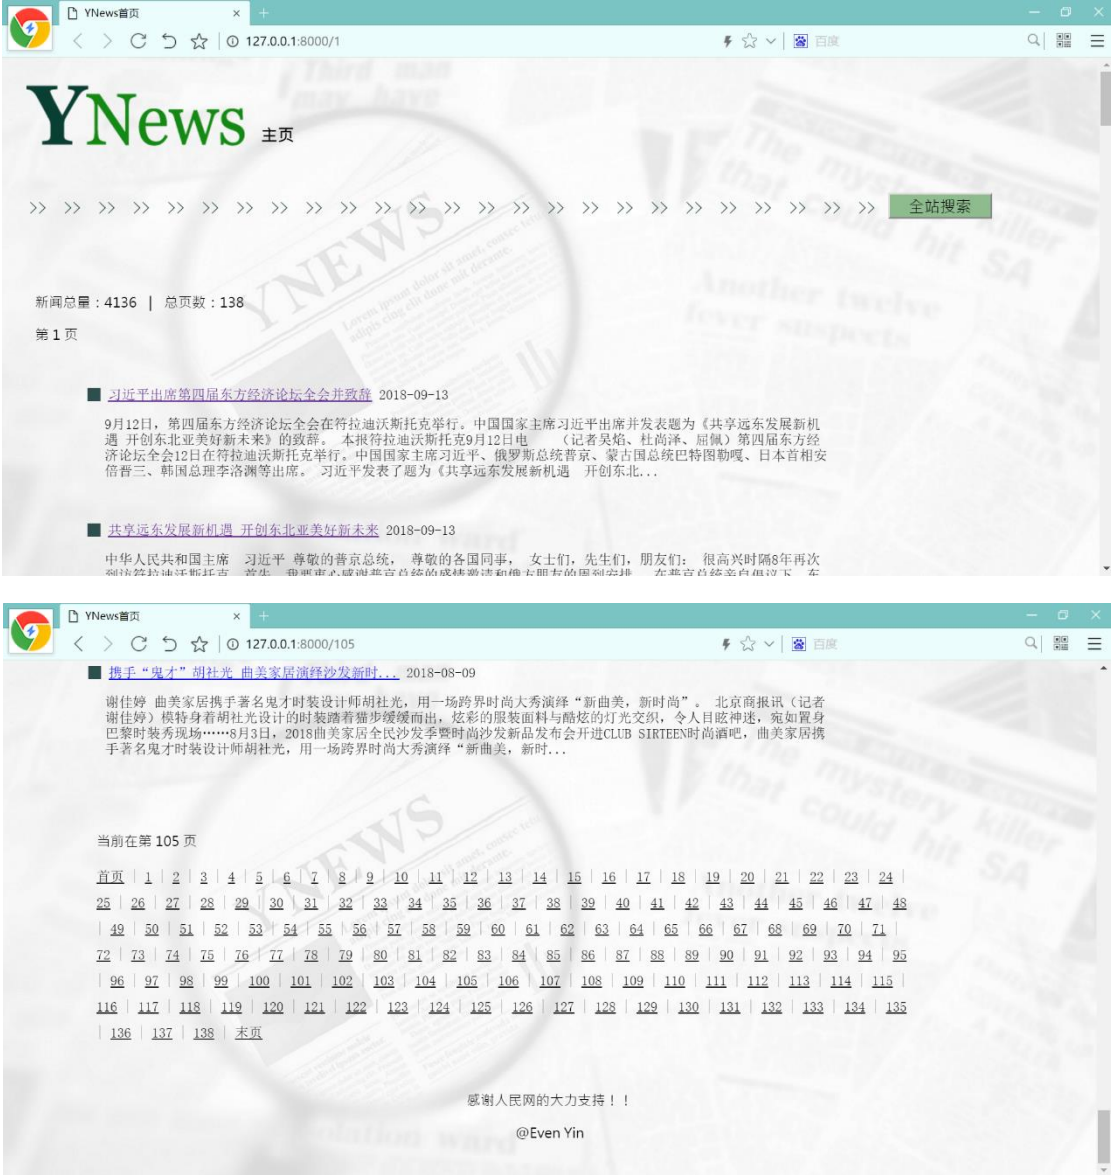 YNews首页
127.0.0.1:8000/1
百度
YNews 主页
>> >> >> >> >> >> >> >> >> >> >> >> >> >> >> >> >> >> >> >> >> >> >> >> >> 全站搜索
新闻总量：4136 | 总页数：138
第 1 页
习近平出席第四届东方经济论坛全会并致辞 2018-09-13
9月12日，第四届东方经济论坛全会在符拉迪沃斯托克举行。中国国家主席习近平出席并发表题为《共享远东发展新机
遇 开创东北亚美好新未来》的致辞。 本报符拉迪沃斯托克9月12日电 （记者吴焰、杜尚泽、屈佩）第四届东方经
济论坛全会12日在符拉迪沃斯托克举行。中国国家主席习近平、俄罗斯总统普京、蒙古国总统巴特图勒嘎、日本首相安
倍晋三、韩国总理李洛渊等出席。 习近平发表了题为《共享远东发展新机遇 开创东北...
共享远东发展新机遇 开创东北亚美好新未来 2018-09-13
中华人民共和国主席 习近平 尊敬的普京总统， 尊敬的各国同事， 女士们，先生们，朋友们： 很高兴时隔8年再次
YNews首页
127.0.0.1:8000/105
百度
携手“鬼才”胡社光 曲美家居演绎沙发新时... 2018-08-09
谢佳婷 曲美家居携手著名鬼才时装设计师胡社光，用一场跨界时尚大秀演绎“新曲美，新时尚”。 北京商报讯（记者
谢佳婷）模特身着胡社光设计的时装踏着猫步缓缓而出，炫彩的服装面料与酷炫的灯光交织，令人目眩神迷，宛如置身
巴黎时装秀现场……8月3日，2018曲美家居全民沙发季暨时尚沙发新品发布会开进CLUB SIRTEEN时尚酒吧，曲美家居携
手著名鬼才时装设计师胡社光，用一场跨界时尚大秀演绎“新曲美，新时...
当前在第 105 页
首页 | 1 | 2 | 3 | 4 | 5 | 6 | 7 | 8 | 9 | 10 | 11 | 12 | 13 | 14 | 15 | 16 | 17 | 18 | 19 | 20 | 21 | 22 | 23 | 24 |
25 | 26 | 27 | 28 | 29 | 30 | 31 | 32 | 33 | 34 | 35 | 36 | 37 | 38 | 39 | 40 | 41 | 42 | 43 | 44 | 45 | 46 | 47 | 48
| 49 | 50 | 51 | 52 | 53 | 54 | 55 | 56 | 57 | 58 | 59 | 60 | 61 | 62 | 63 | 64 | 65 | 66 | 67 | 68 | 69 | 70 | 71 |
72 | 73 | 74 | 75 | 76 | 77 | 78 | 79 | 80 | 81 | 82 | 83 | 84 | 85 | 86 | 87 | 88 | 89 | 90 | 91 | 92 | 93 | 94 | 95
| 96 | 97 | 98 | 99 | 100 | 101 | 102 | 103 | 104 | 105 | 106 | 107 | 108 | 109 | 110 | 111 | 112 | 113 | 114 | 115 |
116 | 117 | 118 | 119 | 120 | 121 | 122 | 123 | 124 | 125 | 126 | 127 | 128 | 129 | 130 | 131 | 132 | 133 | 134 | 135
| 136 | 137 | 138 | 末页
感谢人民网的大力支持！！
@Even Yin